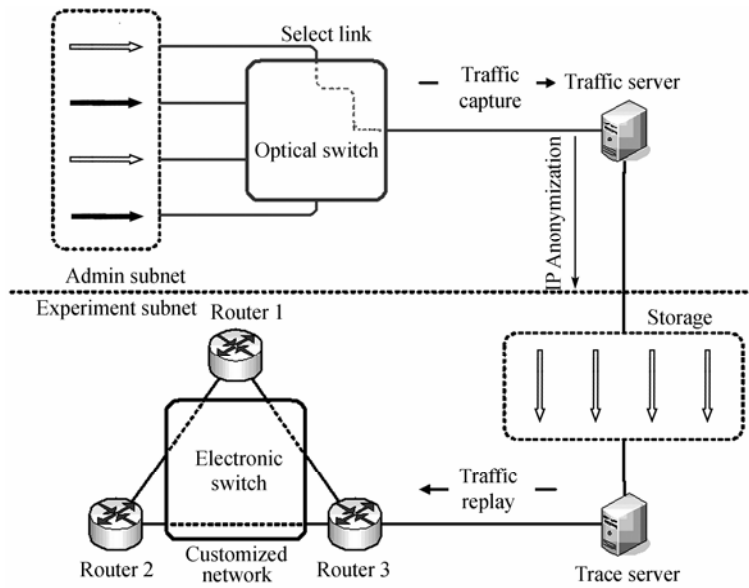 Select link
Traffic
capture
Traffic server
Optical switch
IP Anonymization
Admin subnet
Experiment subnet
Router 1
Storage
Electronic
switch
Traffic
replay
Customized
network
Router 2
Router 3
Trace server